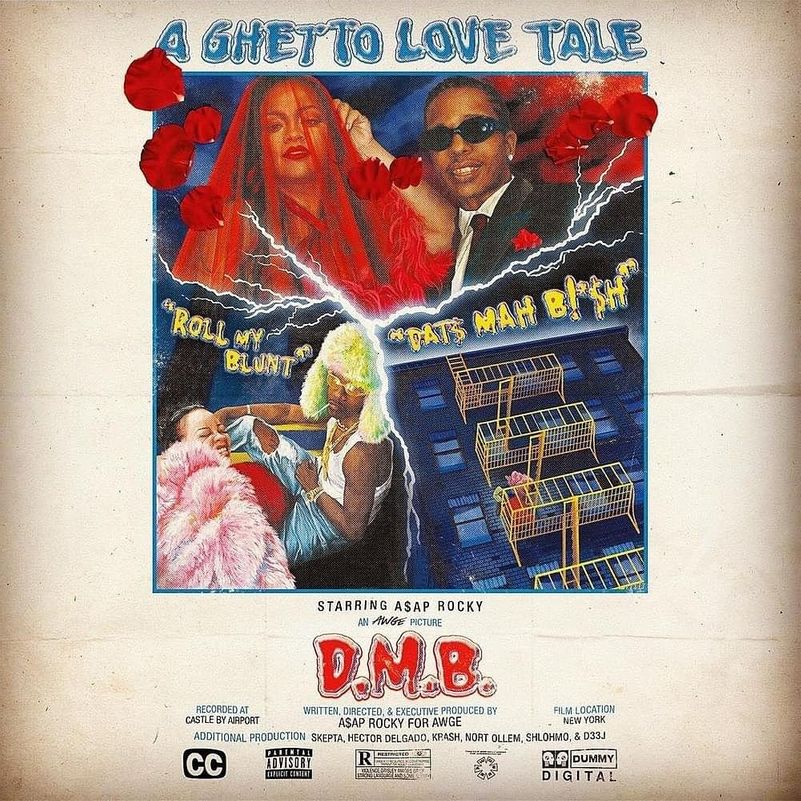 A GHETTO LOVE TALE
"ROLL MY
BLUNT"
"DATS MAH B!*$H"
STARRING A$AP ROCKY
AN AWGE PICTURE
D.M.B.
RECORDED AT
CASTLE BY AIRPORT
WRITTEN, DIRECTED, & EXECUTIVE PRODUCED BY
A$AP ROCKY FOR AWGE
FILM LOCATION
NEW YORK
ADDITIONAL PRODUCTION SKEPTA, HECTOR DELGADO, KRASH, NORT OLLEM, SHLOHMO, & D33J
CC
PARENTAL
ADVISORY
EXPLICIT CONTENT
R
RESTRICTED
DUMMY
DIGITAL